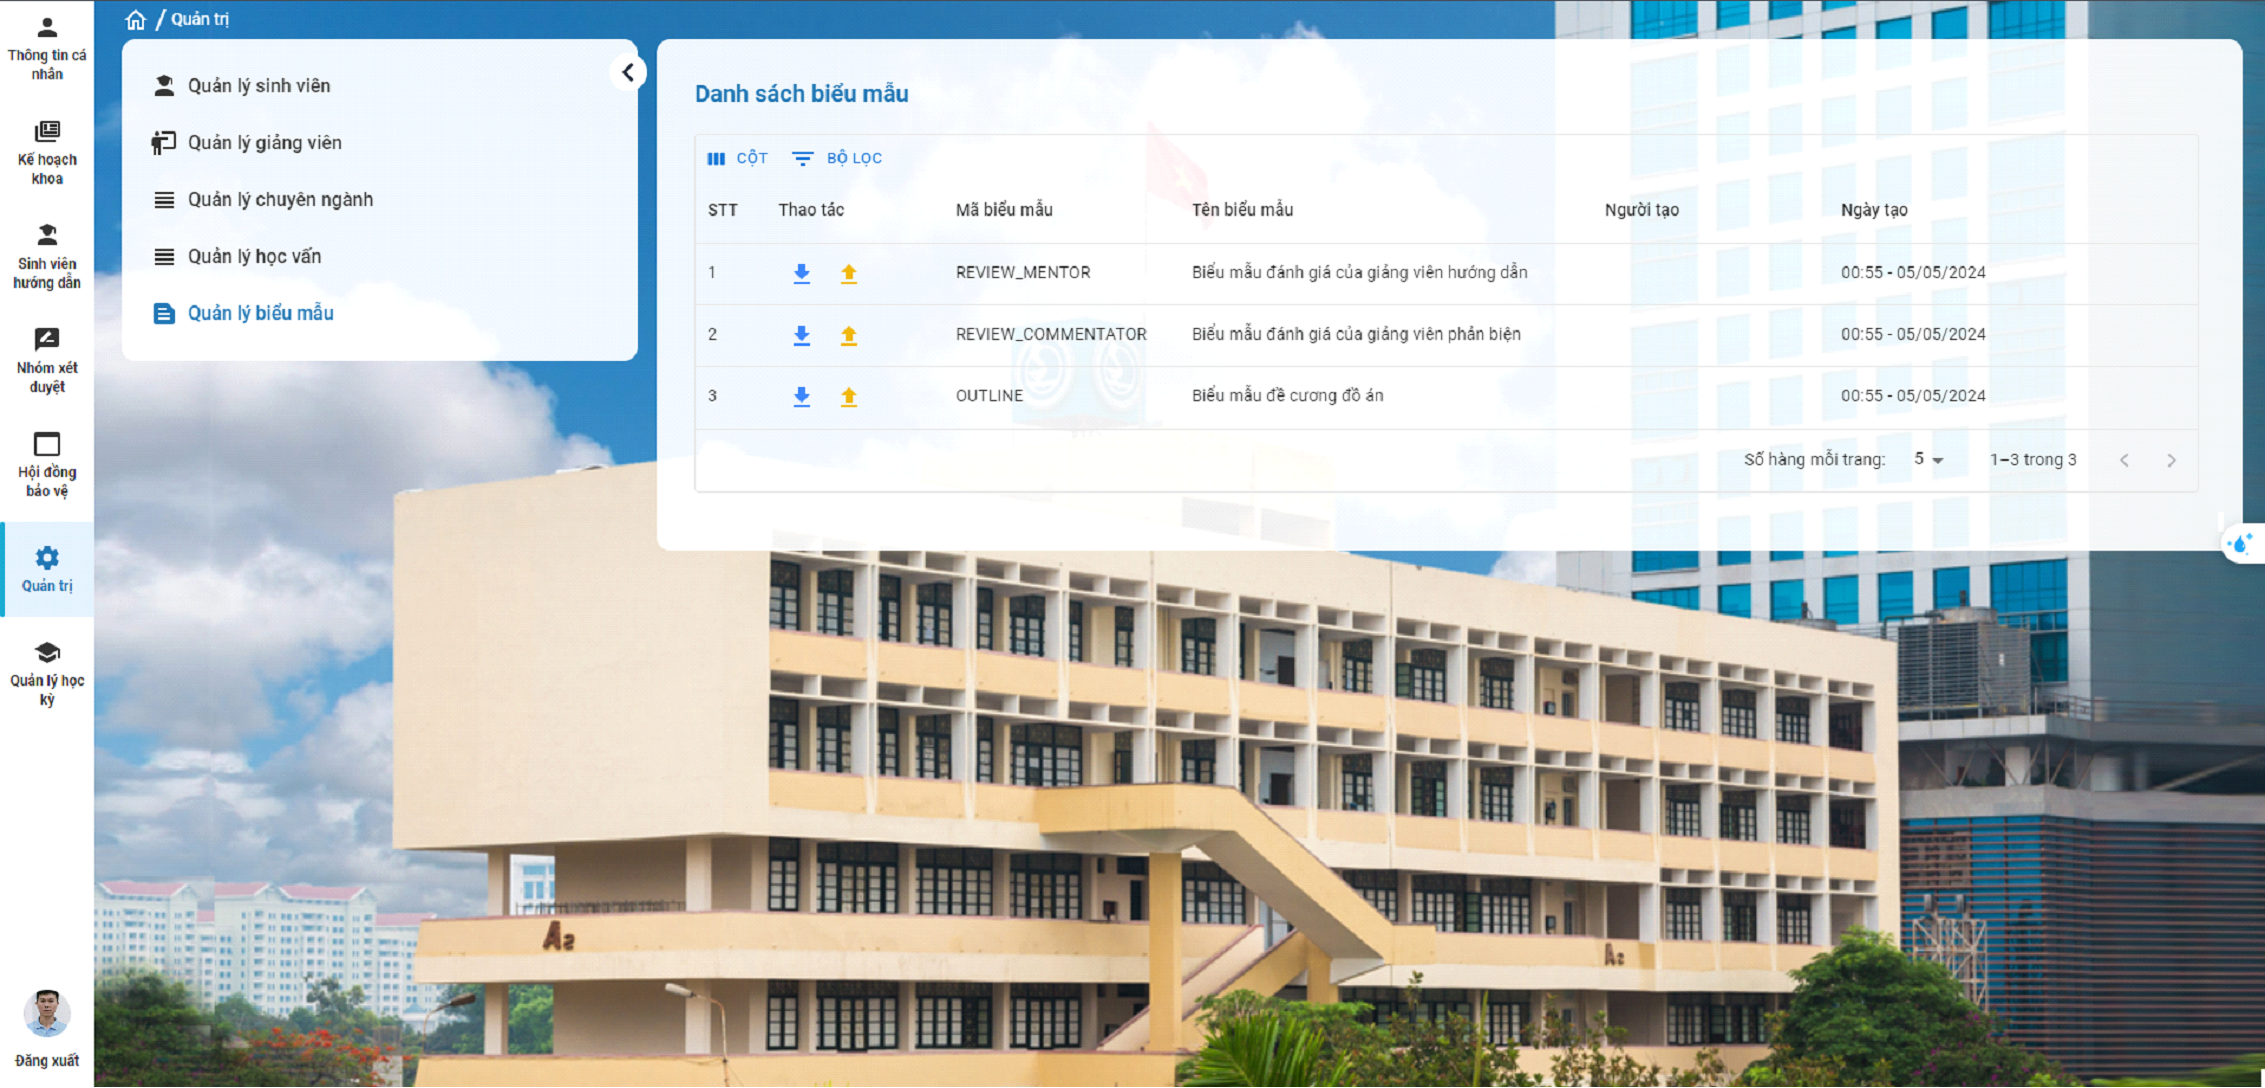 Quản trị
Thông tin cá
nhân
Kế hoạch
khoa
Sinh viên
hướng dẫn
Nhóm xét
duyệt
Hội đồng
bảo vệ
Quản trị
Quản lý học
kỳ
Đăng xuất
Quản lý sinh viên
Quản lý giảng viên
Quản lý chuyên ngành
Quản lý học vấn
Quản lý biểu mẫu
Danh sách biểu mẫu
CỘT BỘ LỌC
STT Thao tác Mã biểu mẫu Tên biểu mẫu Người tạo Ngày tạo
1 REVIEW_MENTOR Biểu mẫu đánh giá của giảng viên hướng dẫn 00:55 - 05/05/2024
2 REVIEW_COMMENTATOR Biểu mẫu đánh giá của giảng viên phản biện 00:55 - 05/05/2024
3 OUTLINE Biểu mẫu đề cương đồ án 00:55 - 05/05/2024
Số hàng mỗi trang: 5 1–3 trong 3
A2
A2